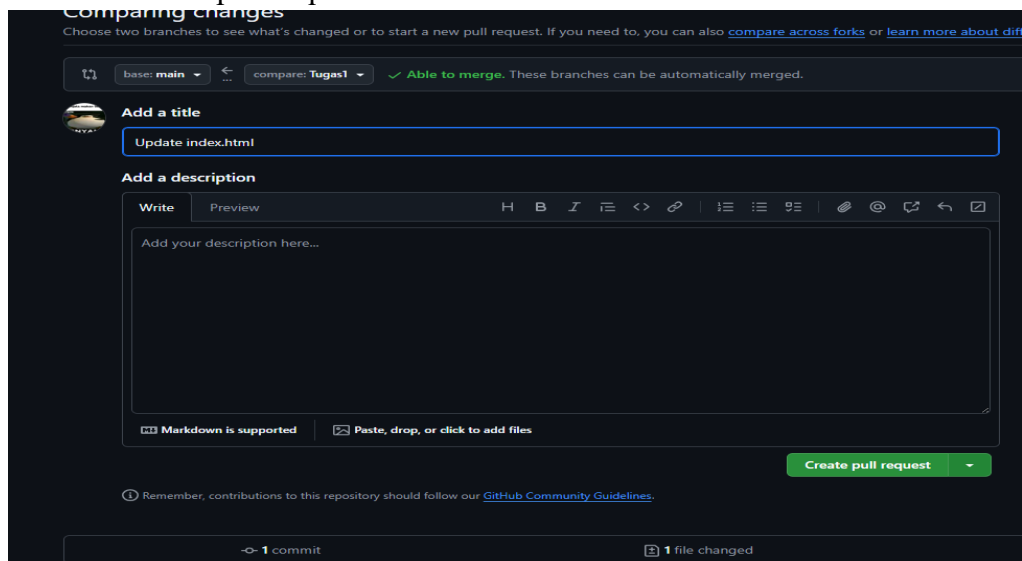 Comparing changes
Choose two branches to see what's changed or to start a new pull request. If you need to, you can also compare across forks or learn more about diff
base: main compare: Tugas1 Able to merge. These branches can be automatically merged.
Add a title
Update index.html
Add a description
Write Preview
Add your description here...
Markdown is supported Paste, drop, or click to add files
Create pull request
Remember, contributions to this repository should follow our GitHub Community Guidelines.
1 commit 1 file changed